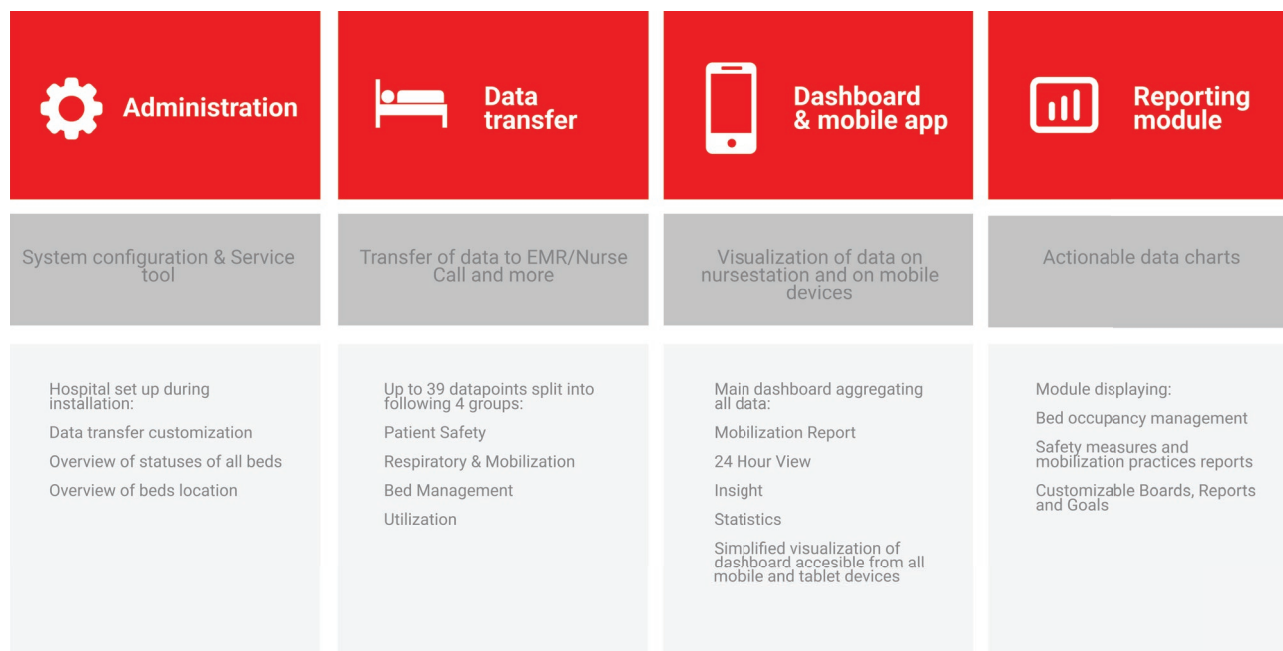 Administration
System configuration & Service
tool
Hospital set up during
installation:
Data transfer customization
Overview of statuses of all beds
Overview of beds location
Data
transfer
Transfer of data to EMR/Nurse
Call and more
Up to 39 datapoints split into
following 4 groups:
Patient Safety
Respiratory & Mobilization
Bed Management
Utilization
Dashboard
& mobile app
Visualization of data on
nursestation and on mobile
devices
Main dashboard aggregating
all data:
Mobilization Report
24 Hour View
Insight
Statistics
Simplified visualization of
dashboard accesible from all
mobile and tablet devices
Reporting
module
Actionable data charts
Module displaying:
Bed occupancy management
Safety measures and
mobilization practices reports
Customizable Boards, Reports
and Goals